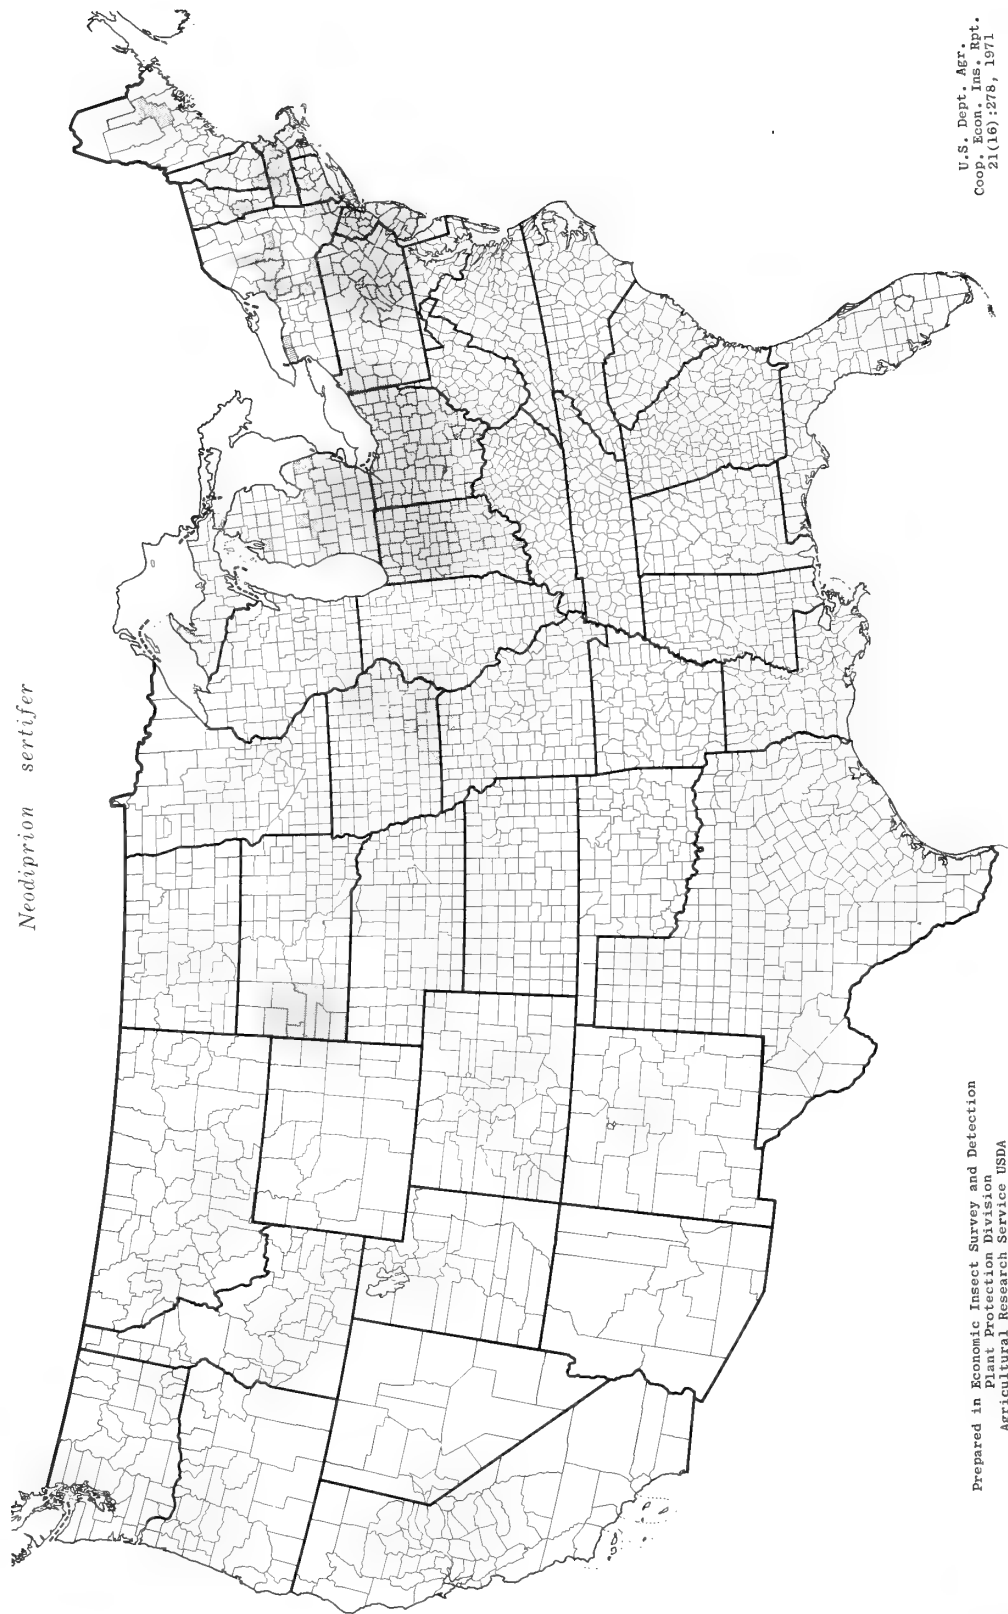 Neodiprion sertifer
U.S. Dept. Agr.
Coop. Econ. Ins. Rpt.
21(16):278, 1971
Prepared in Economic Insect Survey and Detection
Plant Protection Division
Agricultural Research Service USDA